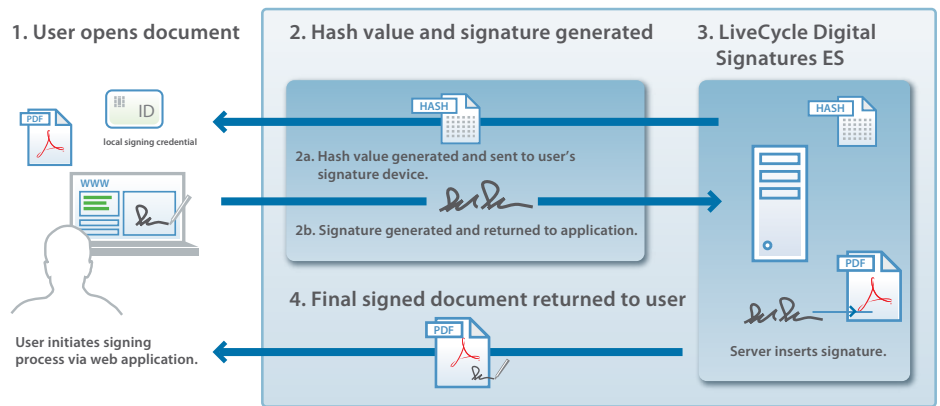 1. User opens document
PDF
ID
local signing credential
WWW
User initiates signing
process via web application.
2. Hash value and signature generated
HASH
2a. Hash value generated and sent to user's
signature device.
2b. Signature generated and returned to application.
3. LiveCycle Digital
Signatures ES
HASH
PDF
Server inserts signature.
4. Final signed document returned to user
PDF